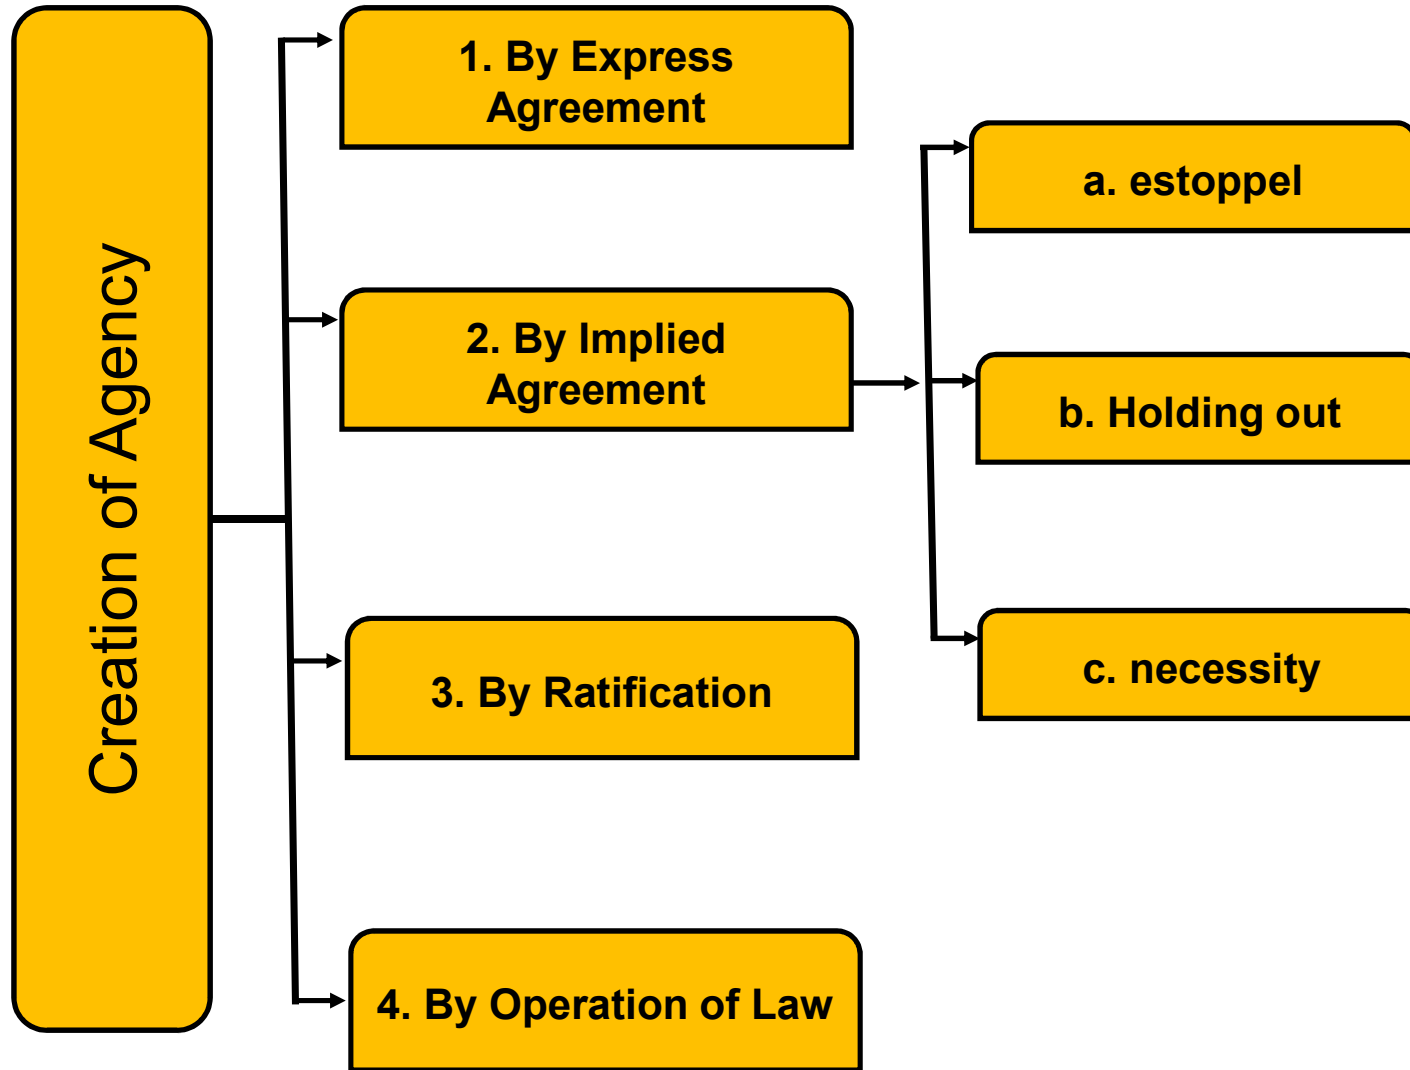 Creation of Agency
1. By Express
Agreement
2. By Implied
Agreement
a. estoppel
b. Holding out
c. necessity
3. By Ratification
4. By Operation of Law